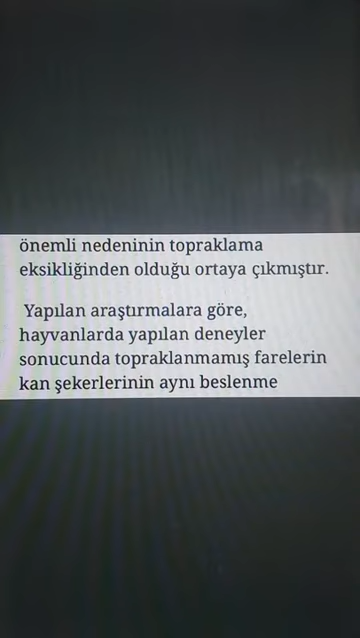 önemli nedeninin topraklama
eksikliğinden olduğu ortaya çıkmıştır.
Yapılan araştırmalara göre,
hayvanlarda yapılan deneyler
sonucunda topraklanmamış farelerin
kan şekerlerinin aynı beslenme